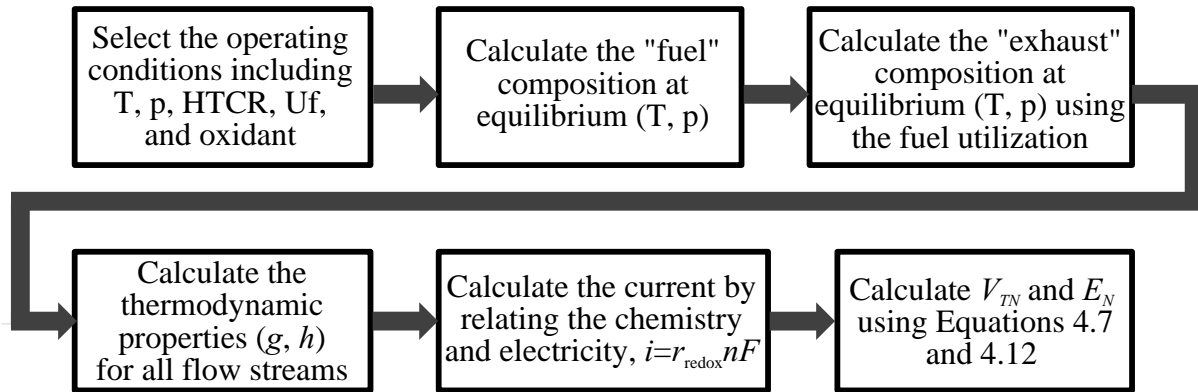 Select the operating
conditions including
T, p, HTCR, Uf,
and oxidant
Calculate the "fuel"
composition at
equilibrium (T, p)
Calculate the "exhaust"
composition at
equilibrium (T, p) using
the fuel utilization
Calculate the
thermodynamic
properties (g, h)
for all flow streams
Calculate the current by
relating the chemistry
and electricity, i=r_redox nF
Calculate V_TN and E_N
using Equations 4.7
and 4.12